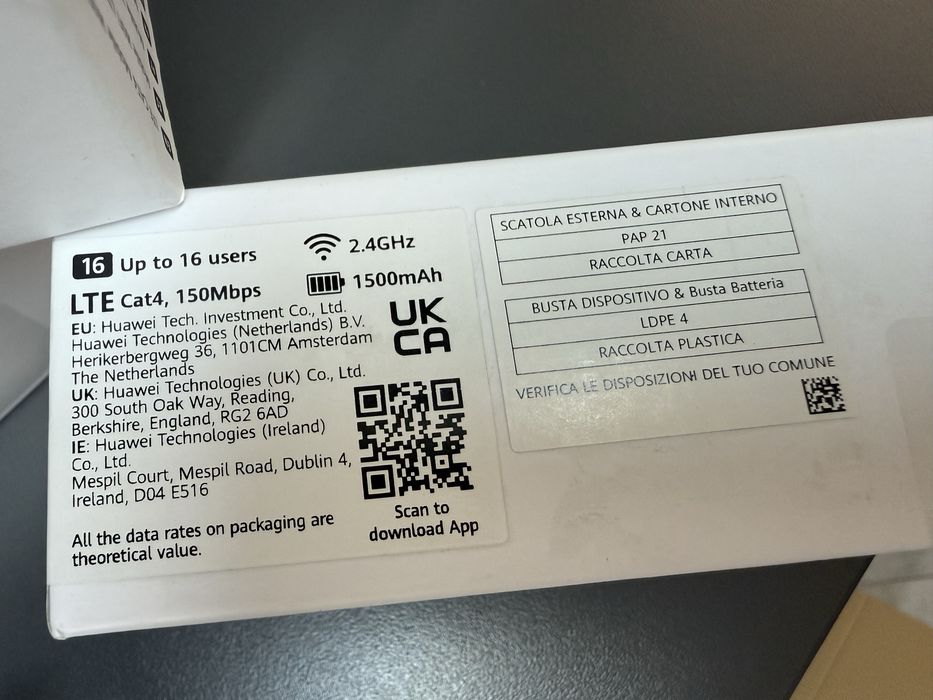 16 Up to 16 users
2.4GHz
LTE Cat4, 150Mbps
1500mAh
EU: Huawei Tech. Investment Co., Ltd.
Huawei Technologies (Netherlands) B.V.
Herikerbergweg 36, 1101CM Amsterdam
The Netherlands
UK: Huawei Technologies (UK) Co., Ltd.
300 South Oak Way, Reading,
Berkshire, England, RG2 6AD
IE: Huawei Technologies (Ireland)
Co., Ltd.
Mespil Court, Mespil Road, Dublin 4,
Ireland, D04 E516
All the data rates on packaging are
theoretical value.
UK
CA
Scan to
download App
SCATOLA ESTERNA & CARTONE INTERNO
PAP 21
RACCOLTA CARTA
BUSTA DISPOSITIVO & Busta Batteria
LDPE 4
RACCOLTA PLASTICA
VERIFICA LE DISPOSIZIONI DEL TUO COMUNE